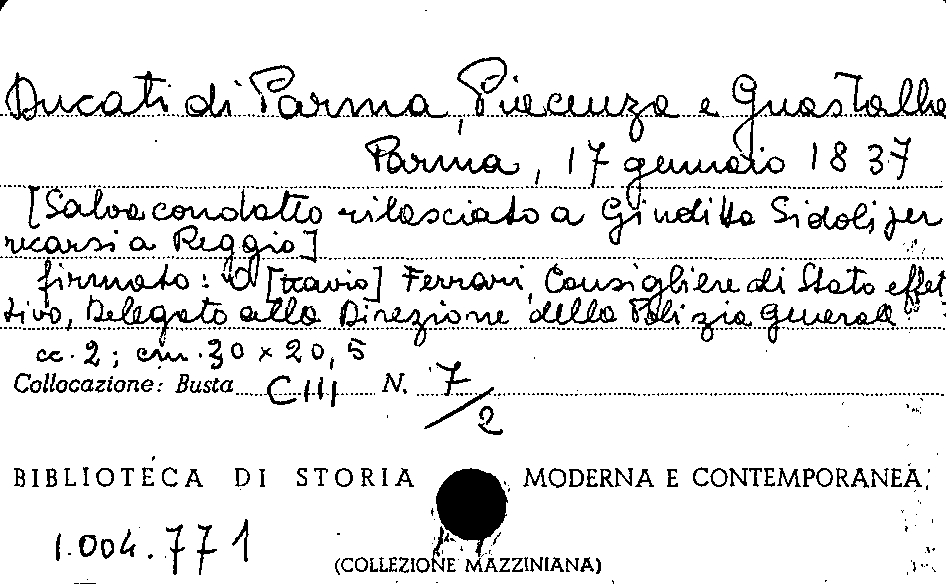 Ducati di Parma, Piacenza e Guastalla
Parma, 17 gennaio 1837
[Salvacondotto rilasciato a Giuditta Sidoli per
recarsi a Reggio]
firmato: O[ttavio] Ferrari, Consigliere di Stato effet
tivo, Delegato alla Direzione della Polizia Generale
cc. 2; cm. 30 x 20,5
Collocazione: Busta CIII N. 7/2
BIBLIOTECA DI STORIA MODERNA E CONTEMPORANEA
1.004.771
(COLLEZIONE MAZZINIANA)